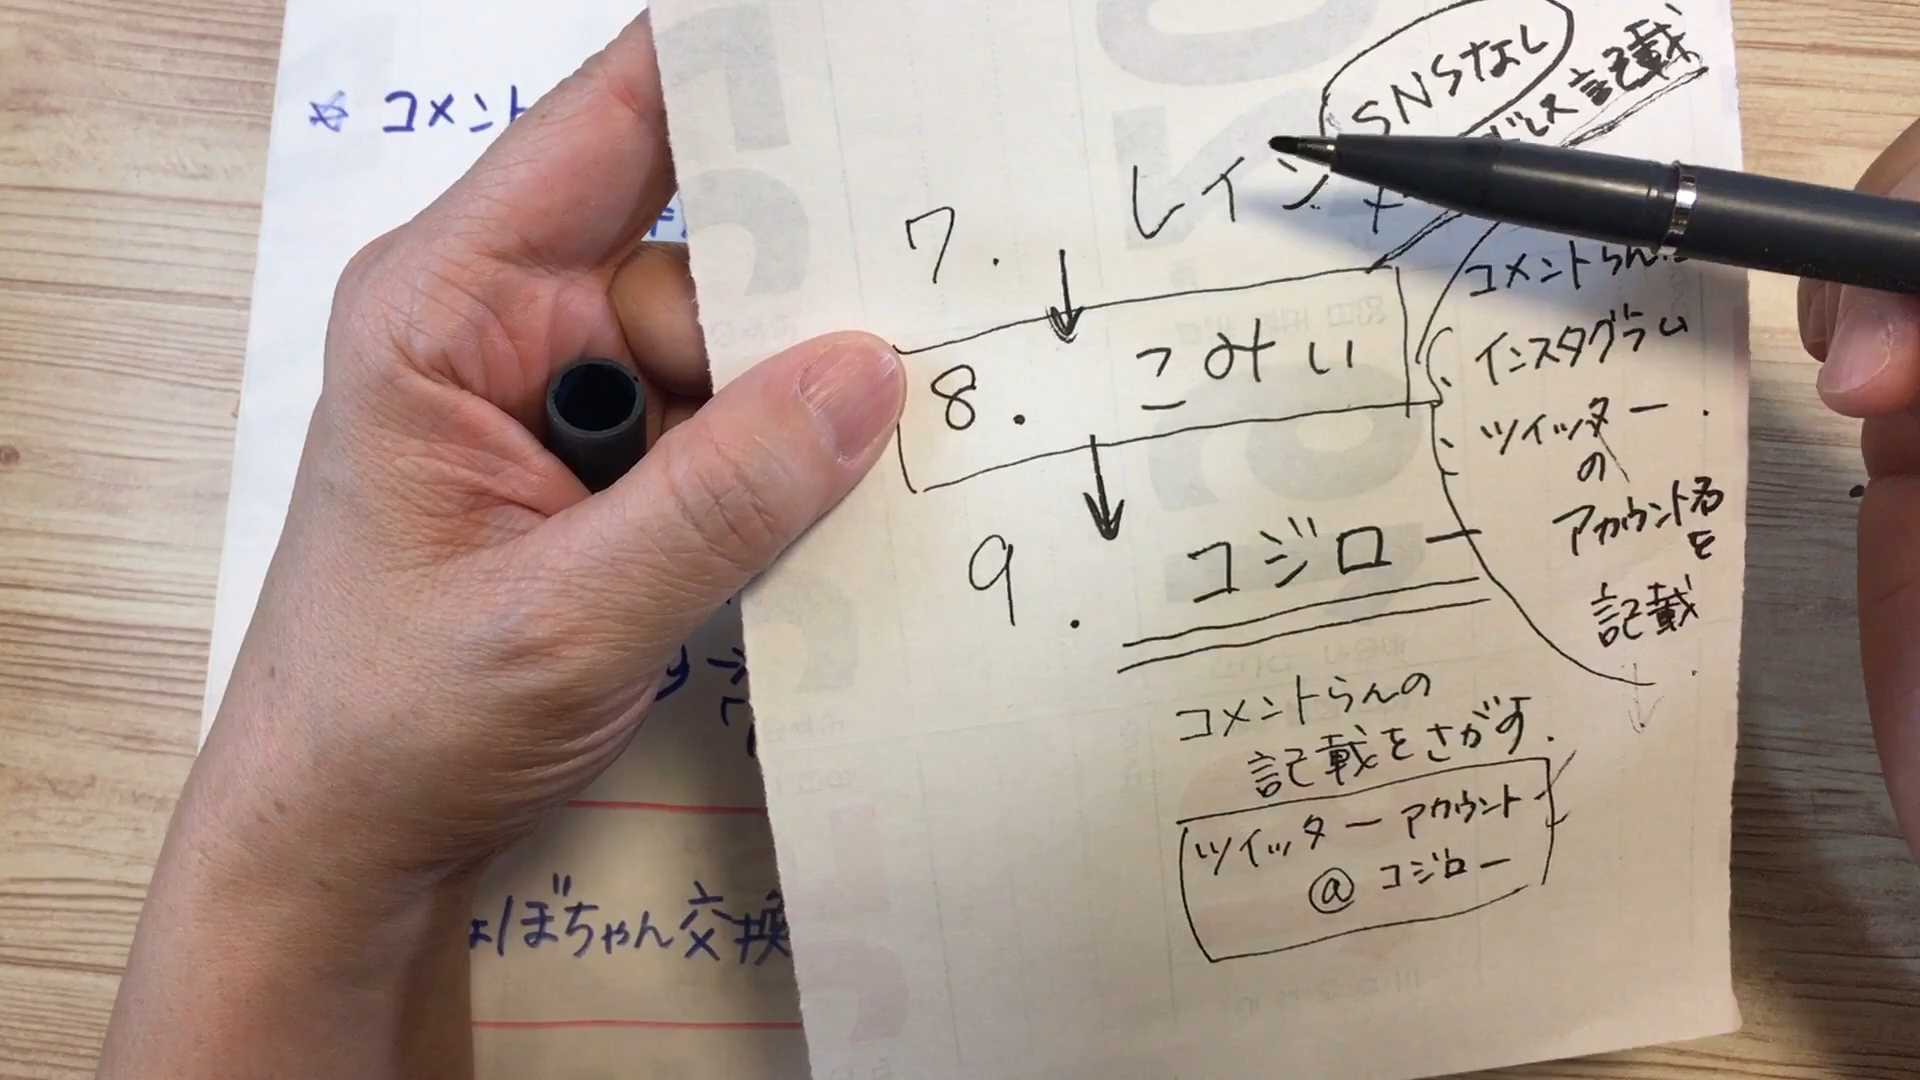 ☆ コメント
SNSなし
ドレス記載
7. レイン
コメントらんに
8. こみい
インスタグラム
ツイッター
の
アカウント名
を
記載
9. コジロー
コメントらんの
記載をさがす.
ツイッターアカウント
@コジロー
ぼちゃん交換